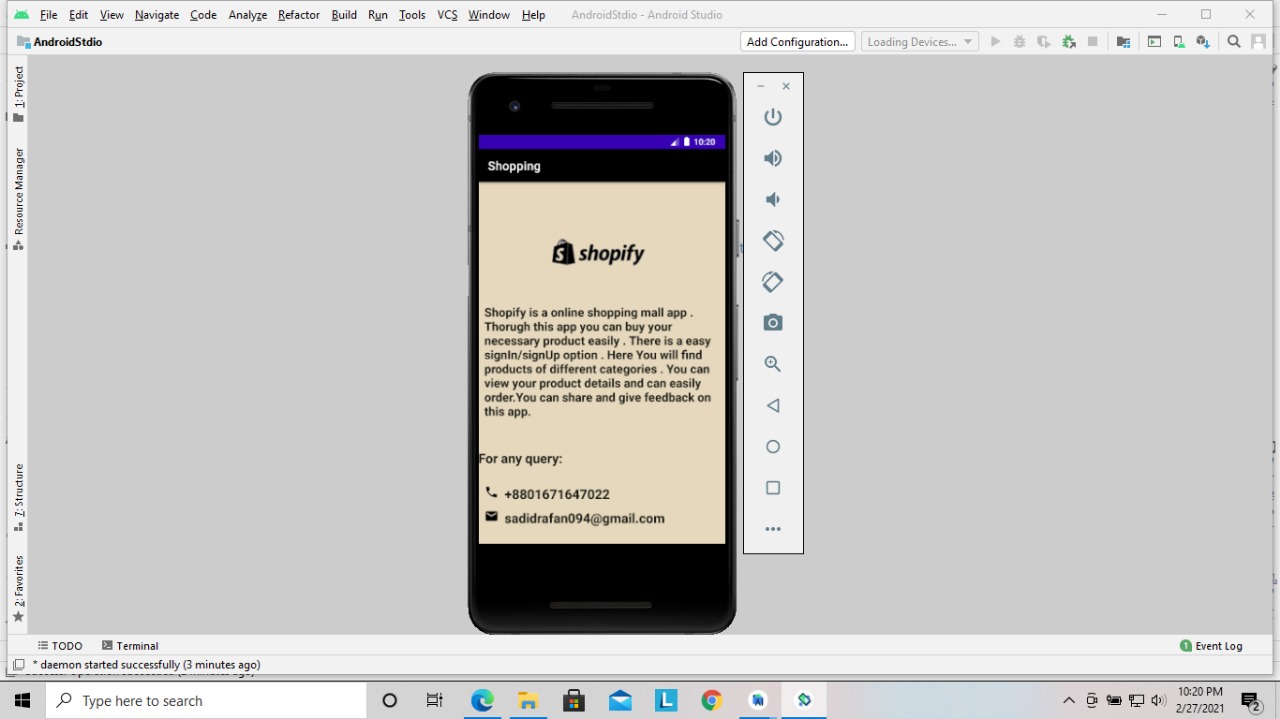 File Edit View Navigate Code Analyze Refactor Build Run Tools VCS Window Help AndroidStdio - Android Studio
AndroidStdio Add Configuration... Loading Devices...
1: Project
Resource Manager
7: Structure
2: Favorites
10:20
Shopping
shopify
Shopify is a online shopping mall app .
Thorugh this app you can buy your
necessary product easily . There is a easy
signIn/signUp option . Here You will find
products of different categories . You can
view your product details and can easily
order.You can share and give feedback on
this app.
For any query:
+8801671647022
sadidrafan094@gmail.com
TODO Terminal 1 Event Log
* daemon started successfully (3 minutes ago)
Type here to search
10:20 PM
2/27/2021
2